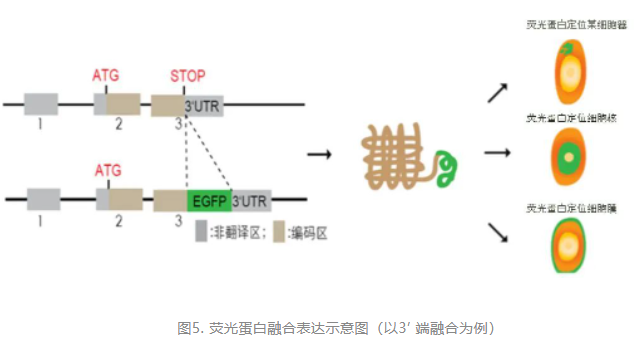 荧光蛋白定位某细胞器
ATG STOP
3'UTR
1 2 3
荧光蛋白定位细胞核
ATG
EGFP 3'UTR
1 2 3
荧光蛋白定位细胞膜
:非翻译区; :编码区
图5. 荧光蛋白融合表达示意图（以3′ 端融合为例）